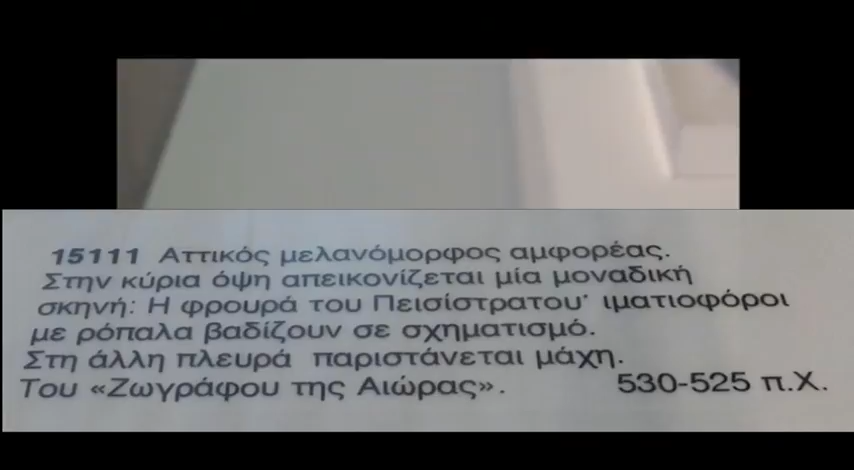 15111 Αττικός μελανόμορφος αμφορέας.
Στην κύρια όψη απεικονίζεται μία μοναδική
σκηνή: Η φρουρά του Πεισίστρατου· ιματιοφόροι
με ρόπαλα βαδίζουν σε σχηματισμό.
Στη άλλη πλευρά παριστάνεται μάχη.
Του «Ζωγράφου της Αιώρας». 530-525 π.Χ.